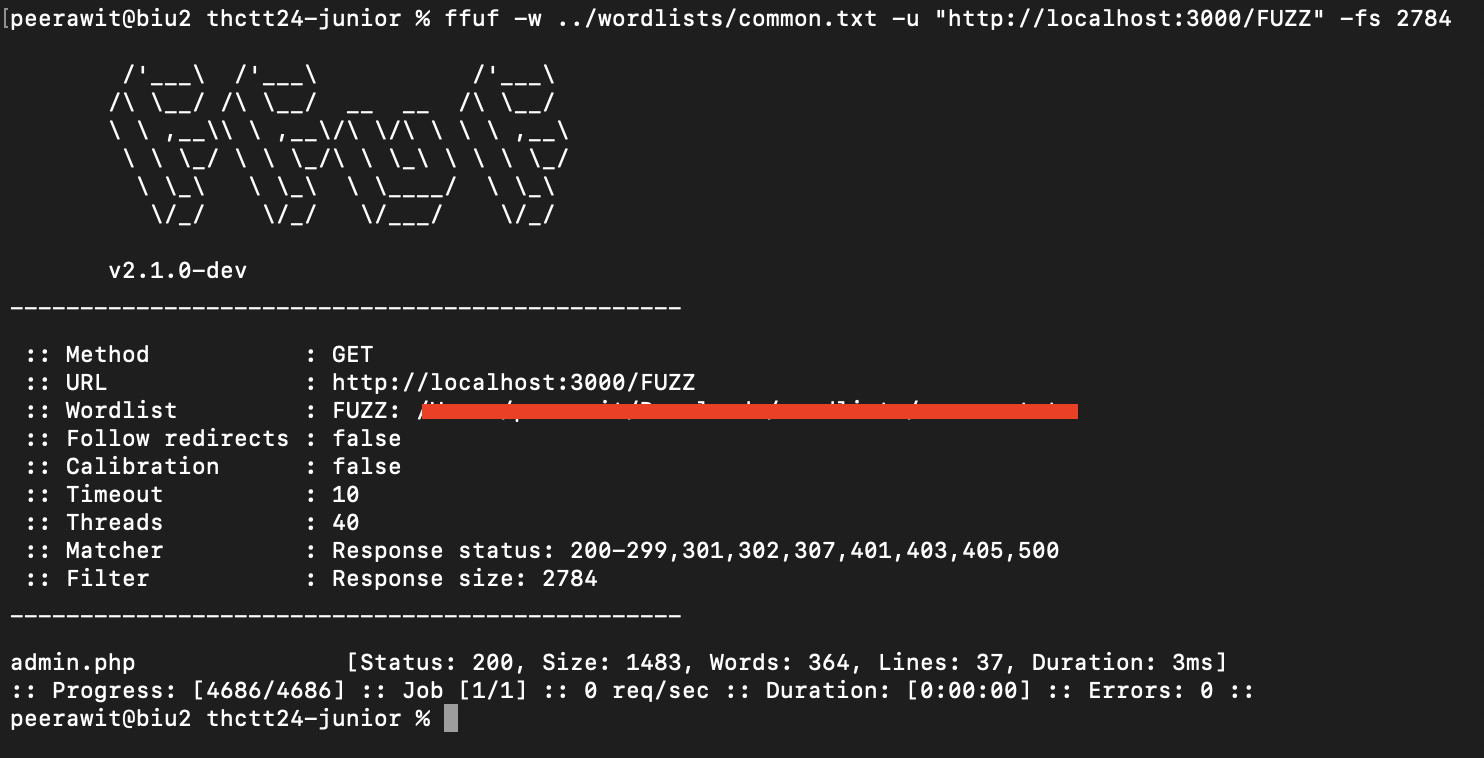 [peerawit@biu2 thctt24-junior % ffuf -w ../wordlists/common.txt -u "http://localhost:3000/FUZZ" -fs 2784
        /'___\  /'___\           /'___\
       /\ \__/ /\ \__/  __  __  /\ \__/
       \ \ ,__\\ \ ,__\/\ \/\ \ \ \ ,__\
        \ \ \_/ \ \ \_/\ \ \_\ \ \ \ \_/
         \ \_\   \ \_\  \ \____/  \ \_\
          \/_/    \/_/   \/___/    \/_/
       v2.1.0-dev
________________________________________________
 :: Method           : GET
 :: URL              : http://localhost:3000/FUZZ
 :: Wordlist         : FUZZ:
 :: Follow redirects : false
 :: Calibration      : false
 :: Timeout          : 10
 :: Threads          : 40
 :: Matcher          : Response status: 200-299,301,302,307,401,403,405,500
 :: Filter           : Response size: 2784
________________________________________________
admin.php               [Status: 200, Size: 1483, Words: 364, Lines: 37, Duration: 3ms]
:: Progress: [4686/4686] :: Job [1/1] :: 0 req/sec :: Duration: [0:00:00] :: Errors: 0 ::
peerawit@biu2 thctt24-junior %